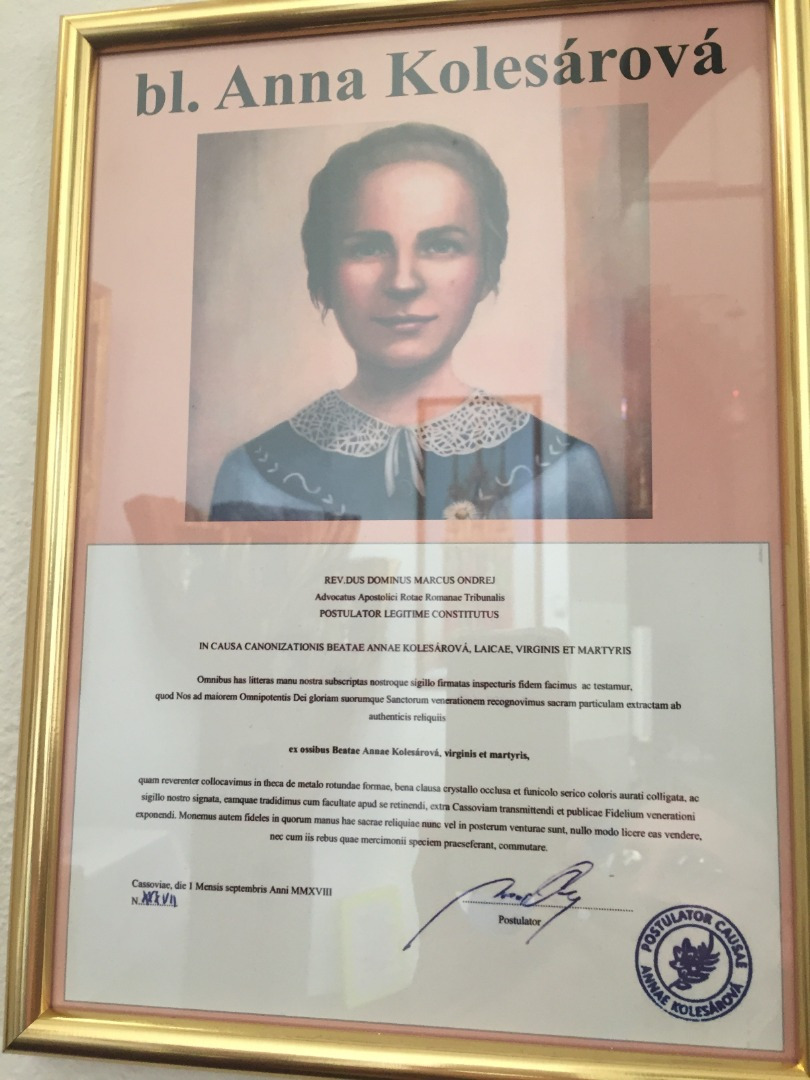 bl. Anna Kolesárová
REV.DUS DOMINUS MARCUS ONDREJ
Advocatus Apostolici Rotae Romanae Tribunalis
POSTULATOR LEGITIME CONSTITUTUS
IN CAUSA CANONIZATIONIS BEATAE ANNAE KOLESÁROVÁ, LAICAE, VIRGINIS ET MARTYRIS
Omnibus has litteras manu nostra subscriptas nostroque sigillo firmatas inspecturis fidem facimus ac testamur,
quod Nos ad maiorem Omnipotentis Dei gloriam suorumque Sanctorum venerationem recognovimus sacram particulam extractam ab
authenticis reliquiis
ex ossibus Beatae Annae Kolesárová, virginis et martyris,
quam reverenter collocavimus in theca de metalo rotundae formae, bena clausa crystallo occlusa et funicolo serico coloris aurati colligata, ac
sigillo nostro signata, eamque tradidimus cum facultate apud se retinendi, extra Cassoviam transmittendi et publicae Fidelium venerationi
exponendi. Monemus autem fideles in quorum manus hae sacrae reliquiae nunc vel in posterum venturae sunt, nullo modo licere eas vendere,
nec cum iis rebus quae mercimonii speciem praeseferant, commutare.
Cassoviae, die 1 Mensis septembris Anni MMXVIII
N.
Postulator
POSTULATOR CAUSAE
ANNAE KOLESÁROVÁ